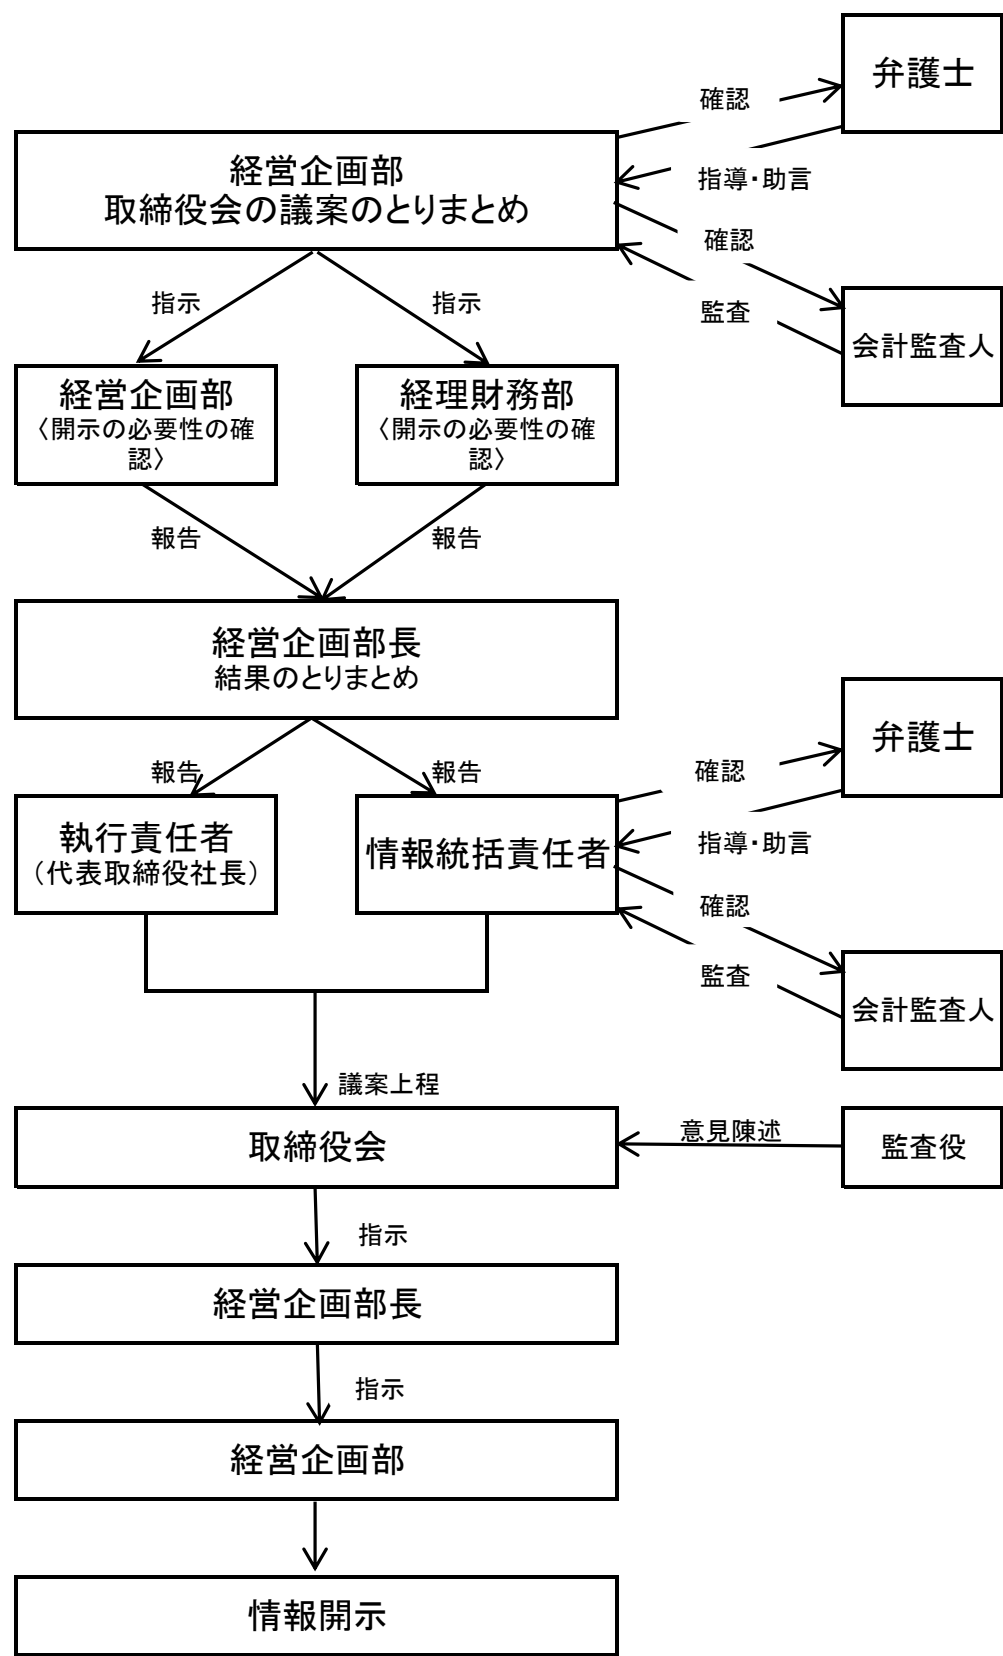 弁護士
確認
経営企画部
取締役会の議案のとりまとめ
指導・助言
確認
指示
指示
監査
会計監査人
経営企画部
〈開示の必要性の確
認〉
経理財務部
〈開示の必要性の確
認〉
報告
報告
経営企画部長
結果のとりまとめ
弁護士
報告
報告
確認
執行責任者
（代表取締役社長）
情報統括責任者
指導・助言
確認
監査
会計監査人
議案上程
取締役会
意見陳述
監査役
指示
経営企画部長
指示
経営企画部
情報開示